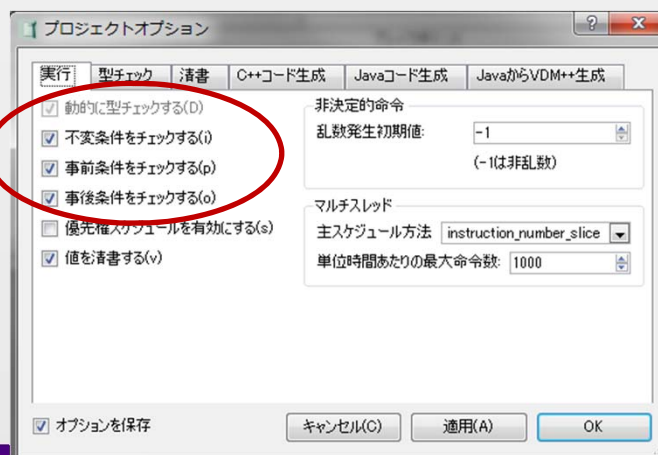 プロジェクトオプション
実行
型チェック
清書
C++コード生成
Javaコード生成
JavaからVDM++生成
動的に型チェックする(D)
不変条件をチェックする(i)
事前条件をチェックする(p)
事後条件をチェックする(o)
優先権スケジュールを有効にする(s)
値を清書する(v)
非決定的命令
乱数発生初期値:
-1
(-1は非乱数)
マルチスレッド
主スケジュール方法 instruction_number_slice
単位時間あたりの最大命令数: 1000
オプションを保存
キャンセル(C)
適用(A)
OK